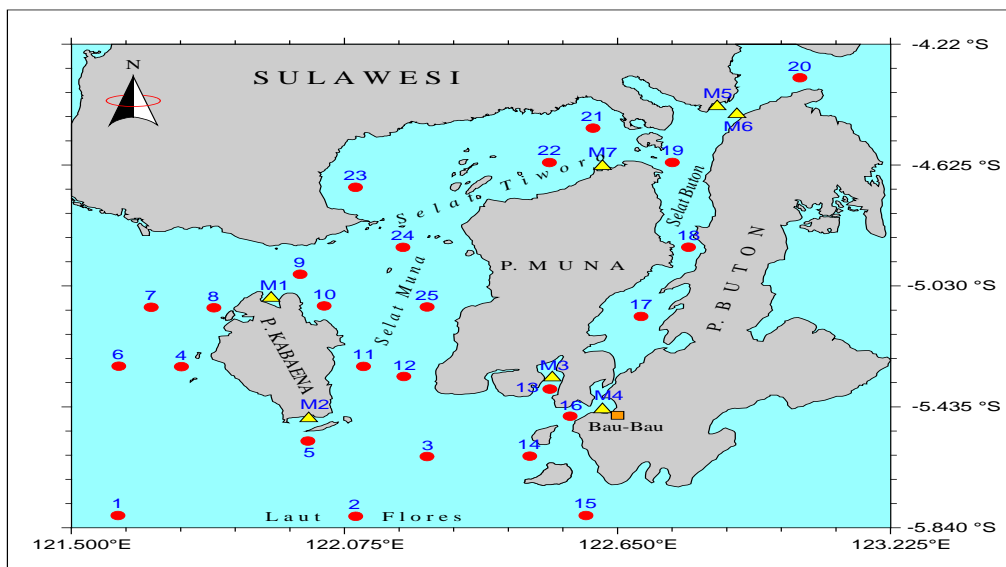 -4.22 °S
N
SULAWESI
20
M5
M6
21
22
M7
19
-4.625 °S
23
Selat Tiworo
Selat Buton
24
18
9
P. MUNA
P. BUTON
-5.030 °S
M1
7
8
10
Selat Muna
25
17
P. KABAENA
6
4
11
12
M3
13
M2
16
M4
-5.435 °S
Bau-Bau
5
3
14
1
2
15
Laut Flores
-5.840 °S
121.500°E
122.075°E
122.650°E
123.225°E